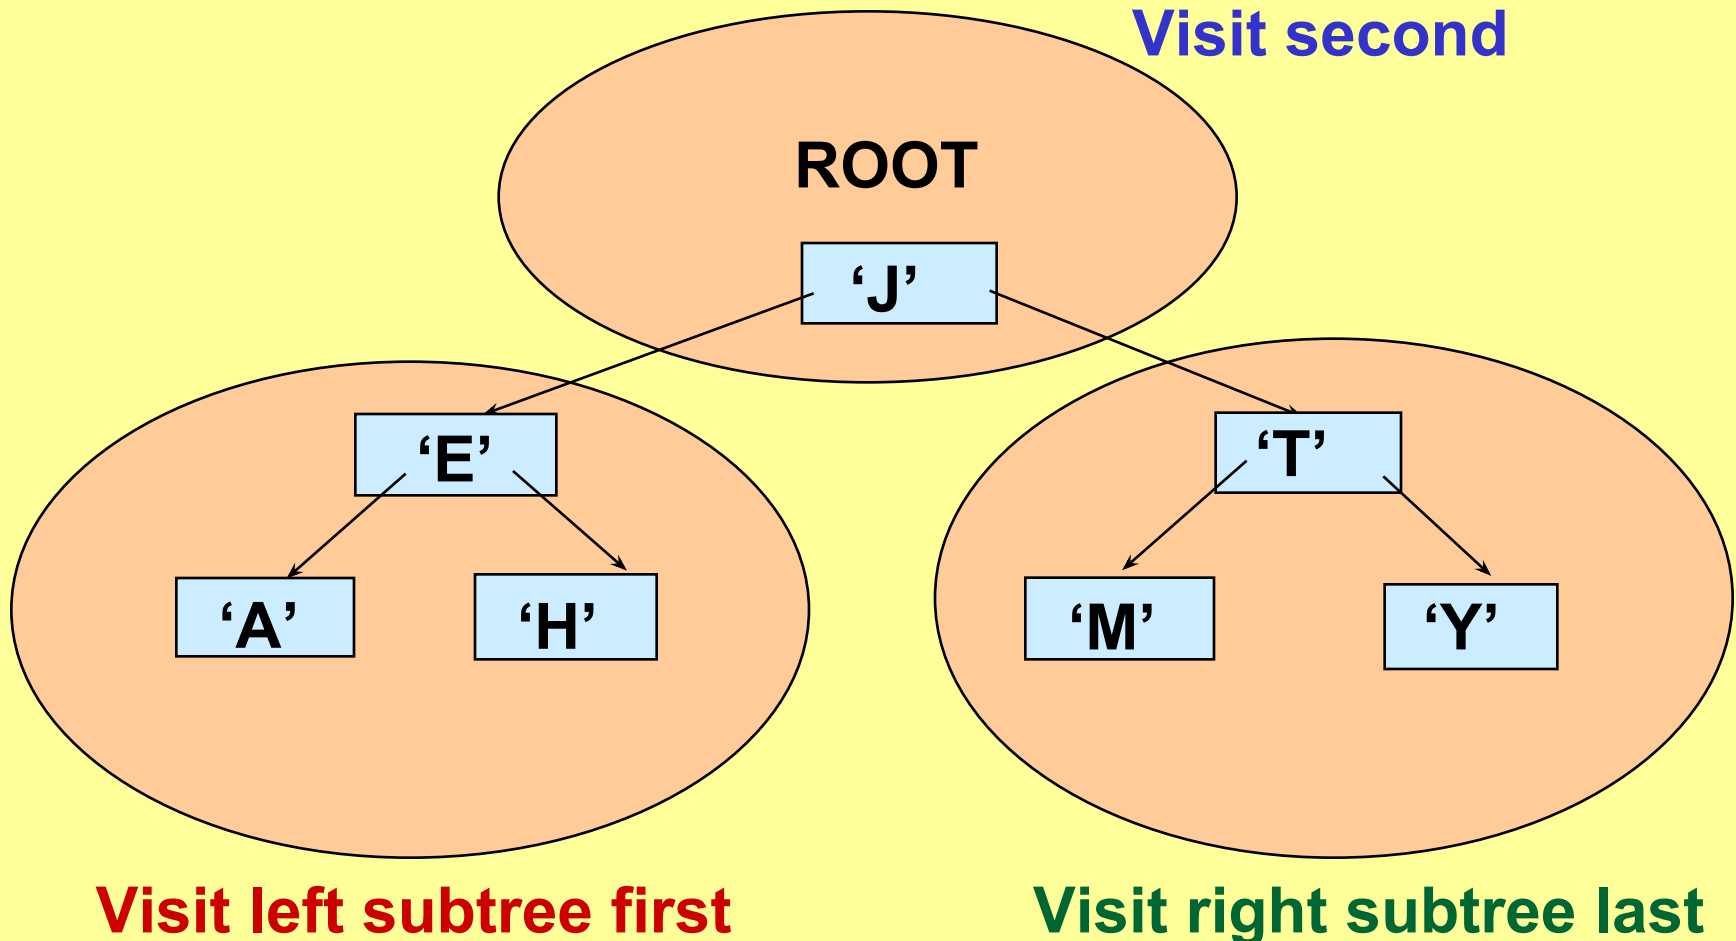 Visit second
ROOT
‘J’
‘E’
‘T’
‘A’
‘H’
‘M’
‘Y’
Visit left subtree first
Visit right subtree last